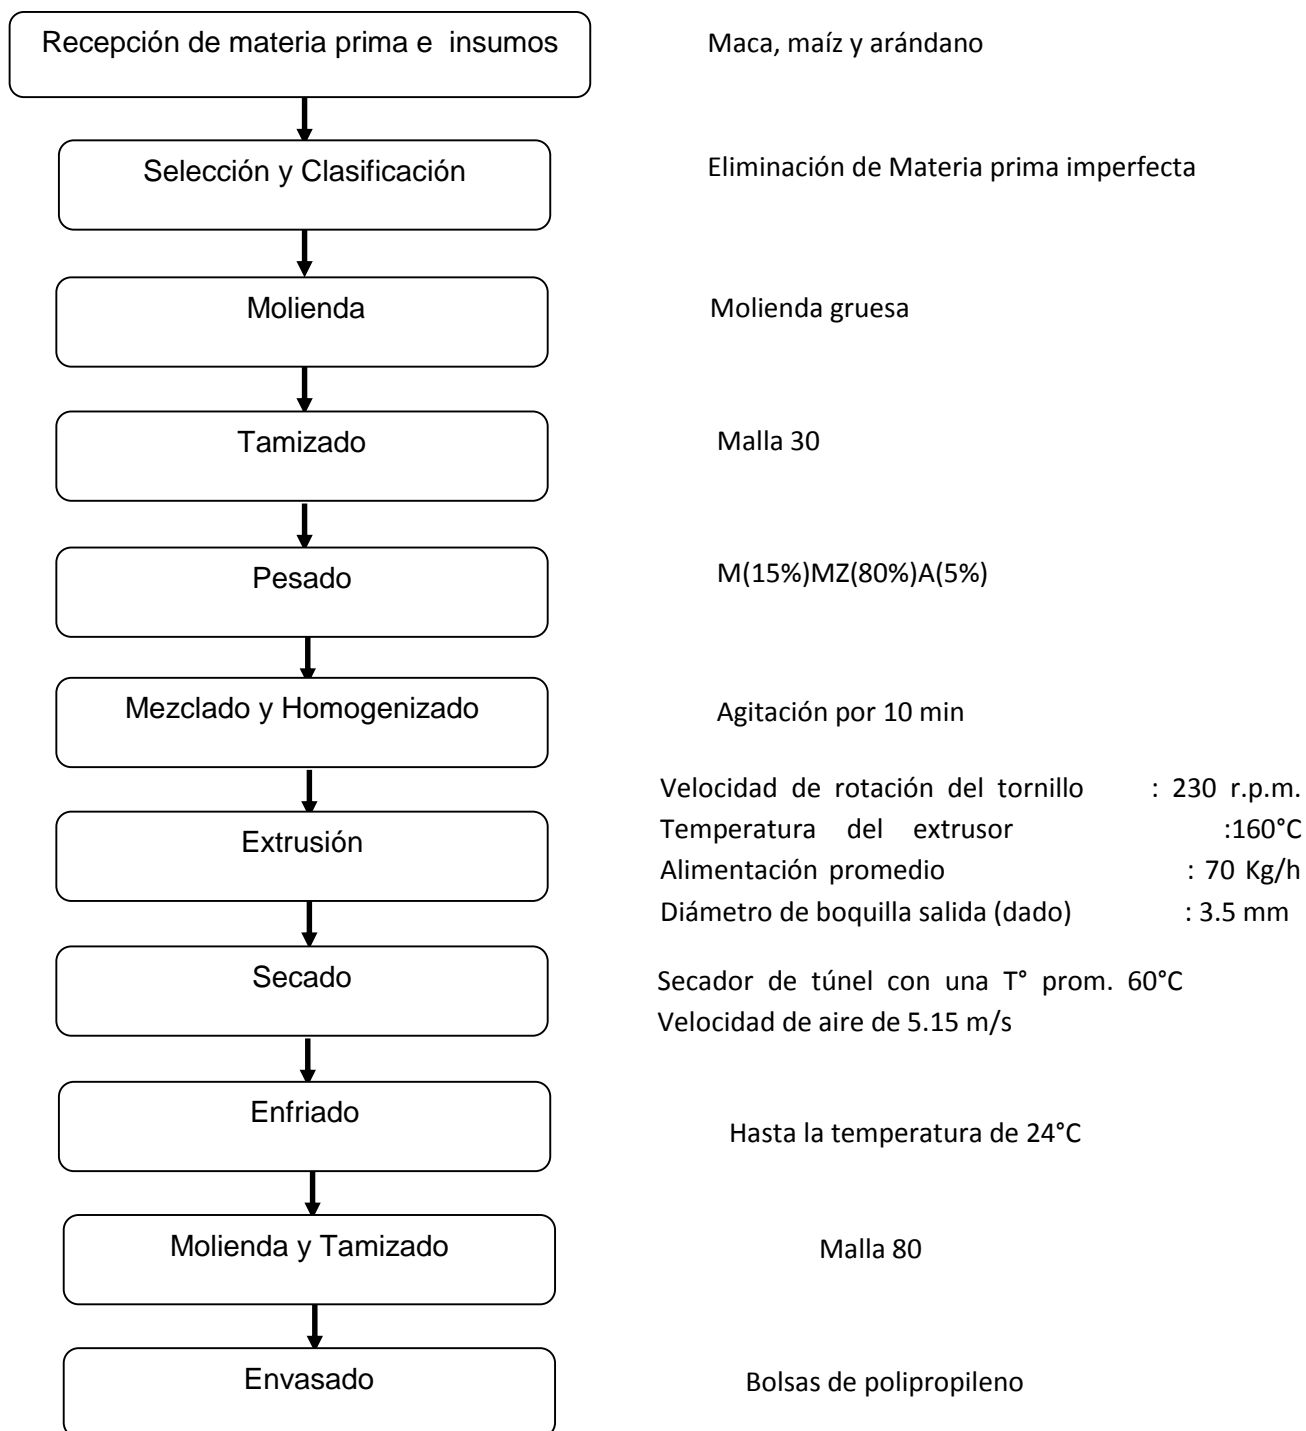 Recepción de materia prima e insumos
Maca, maíz y arándano
Selección y Clasificación
Eliminación de Materia prima imperfecta
Molienda
Molienda gruesa
Tamizado
Malla 30
Pesado
M(15%)MZ(80%)A(5%)
Mezclado y Homogenizado
Agitación por 10 min
Extrusión
Velocidad de rotación del tornillo : 230 r.p.m.
Temperatura del extrusor :160°C
Alimentación promedio : 70 Kg/h
Diámetro de boquilla salida (dado) : 3.5 mm
Secado
Secador de túnel con una T° prom. 60°C
Velocidad de aire de 5.15 m/s
Enfriado
Hasta la temperatura de 24°C
Molienda y Tamizado
Malla 80
Envasado
Bolsas de polipropileno